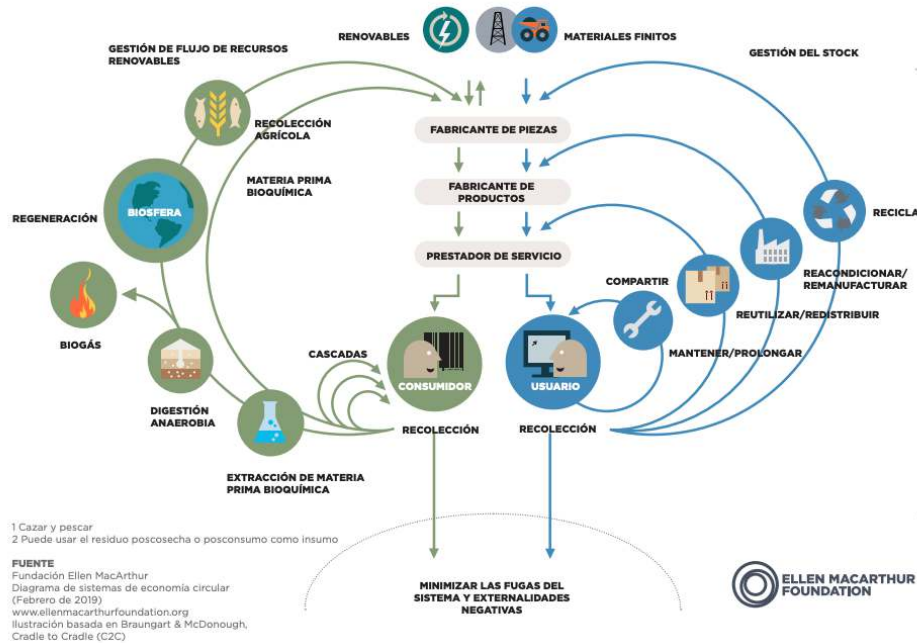 RENOVABLES
MATERIALES FINITOS
GESTIÓN DE FLUJO DE RECURSOS
RENOVABLES
GESTIÓN DEL STOCK
RECOLECCIÓN
AGRÍCOLA
FABRICANTE DE PIEZAS
MATERIA PRIMA
BIOQUÍMICA
FABRICANTE DE
PRODUCTOS
REGENERACIÓN
BIOSFERA
RECICLA
PRESTADOR DE SERVICIO
REACONDICIONAR/
REMANUFACTURAR
COMPARTIR
REUTILIZAR/REDISTRIBUIR
BIOGÁS
CASCADAS
MANTENER/PROLONGAR
CONSUMIDOR
USUARIO
DIGESTIÓN
ANAEROBIA
RECOLECCIÓN
RECOLECCIÓN
EXTRACCIÓN DE MATERIA
PRIMA BIOQUÍMICA
1 Cazar y pescar
2 Puede usar el residuo poscosecha o posconsumo como insumo
FUENTE
Fundación Ellen MacArthur
Diagrama de sistemas de economía circular
(Febrero de 2019)
www.ellenmacarthurfoundation.org
Ilustración basada en Braungart & McDonough,
Cradle to Cradle (C2C)
MINIMIZAR LAS FUGAS DEL
SISTEMA Y EXTERNALIDADES
NEGATIVAS
ELLEN MACARTHUR
FOUNDATION